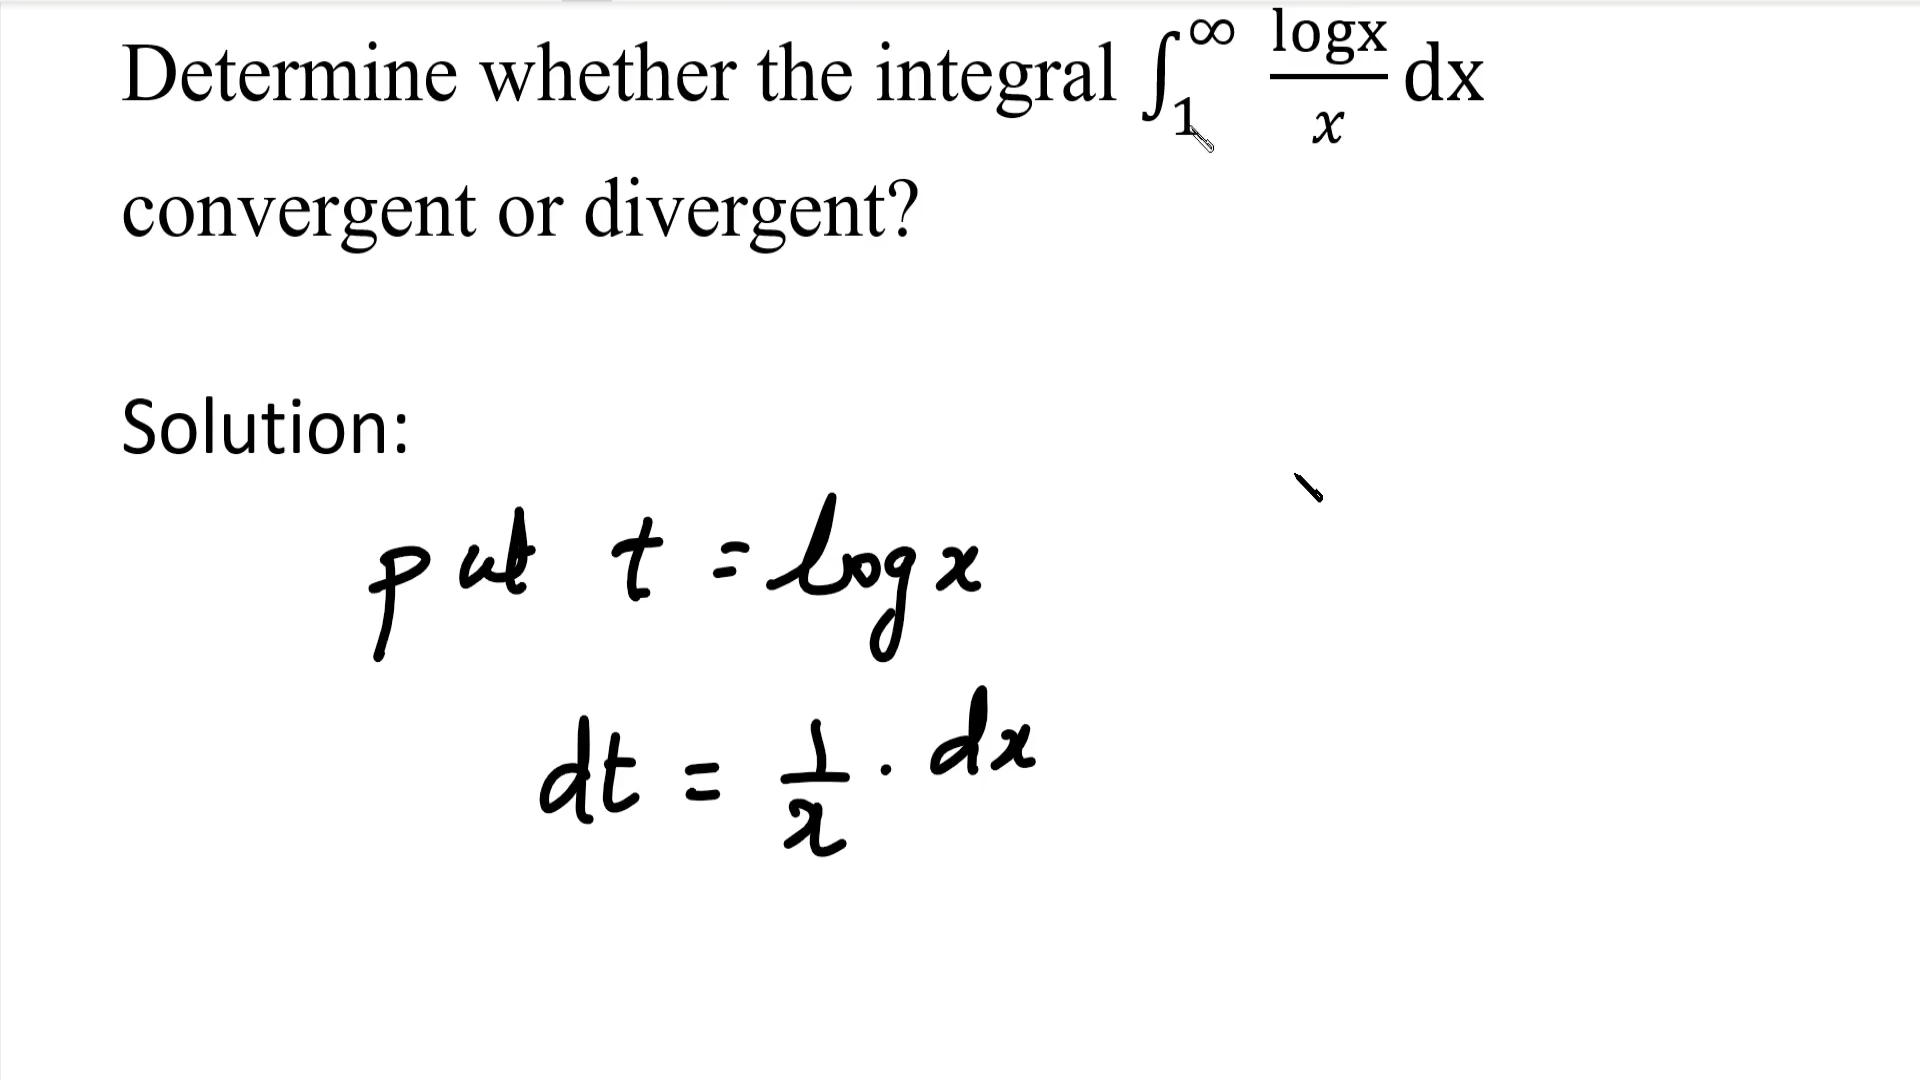 Determine whether the integral ∫₁^∞ logx/x dx
convergent or divergent?
Solution:
put t = log x
dt = 1/x · dx